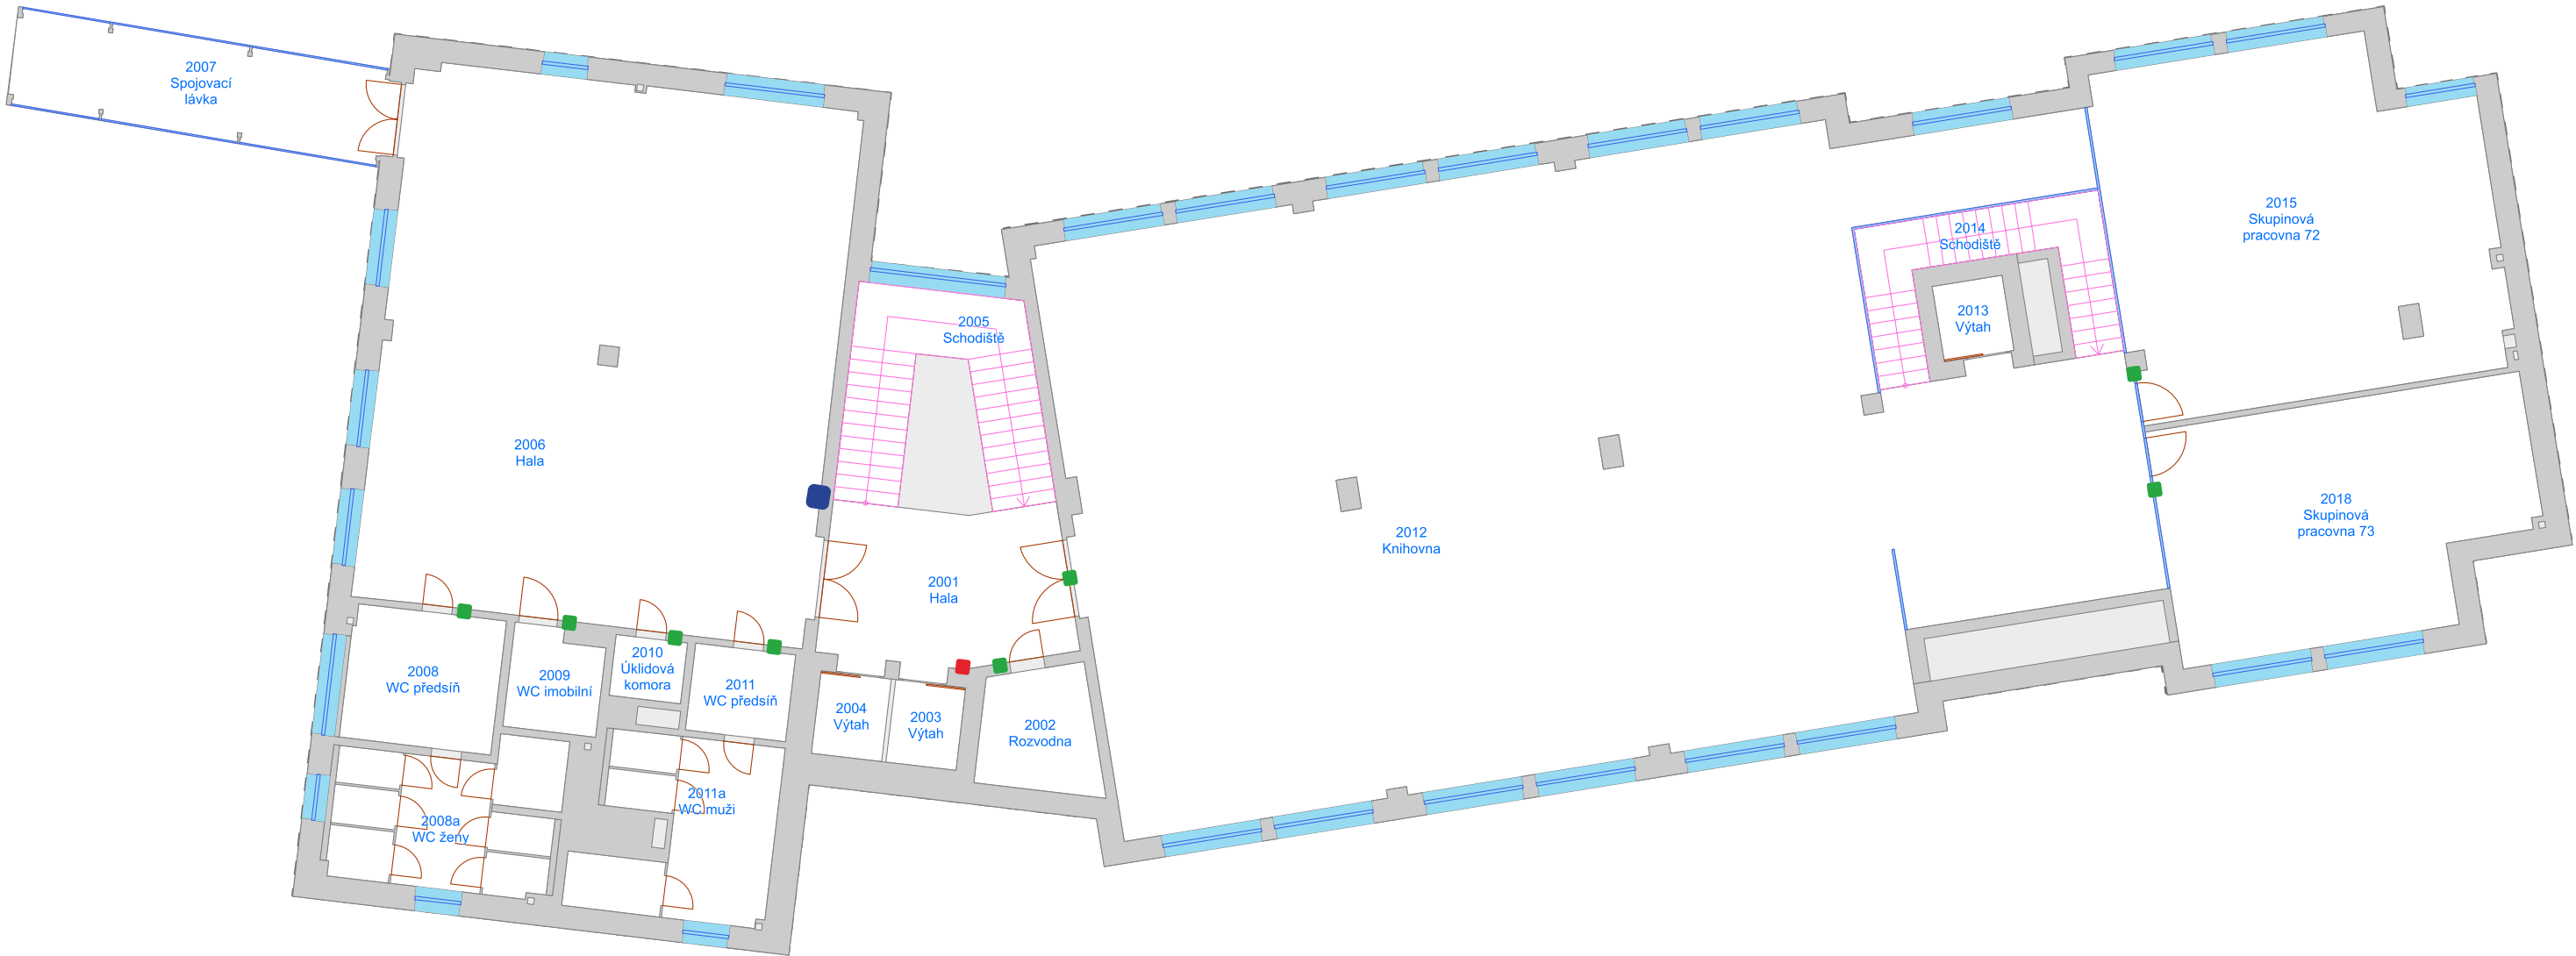 2007
Spojovací
lávka
2015
Skupinová
pracovna 72
2014
Schodiště
2013
Výtah
2005
Schodiště
2006
Hala
2012
Knihovna
2018
Skupinová
pracovna 73
2001
Hala
2008
WC předsíň
2009
WC imobilní
2010
Úklidová
komora
2011
WC předsíň
2004
Výtah
2003
Výtah
2002
Rozvodna
2008a
WC ženy
2011a
WC muži